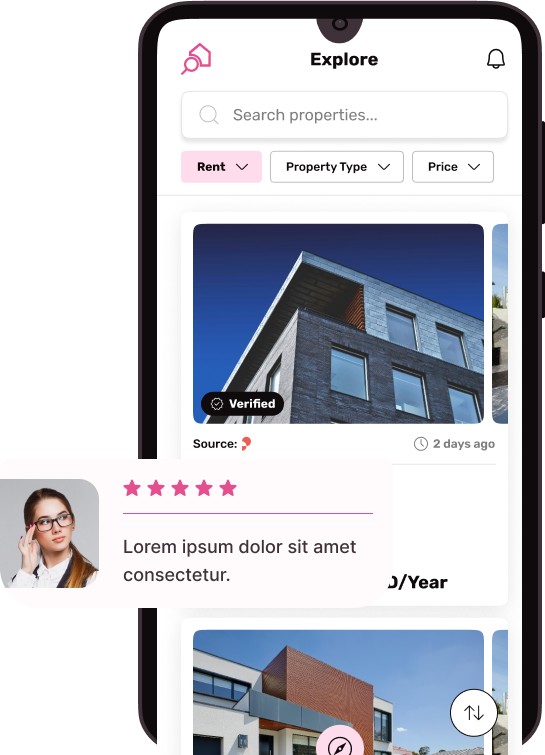 Explore
Search properties...
Rent
Property Type
Price
Verified
Source:
2 days ago
Lorem ipsum dolor sit amet
consectetur.
/Year